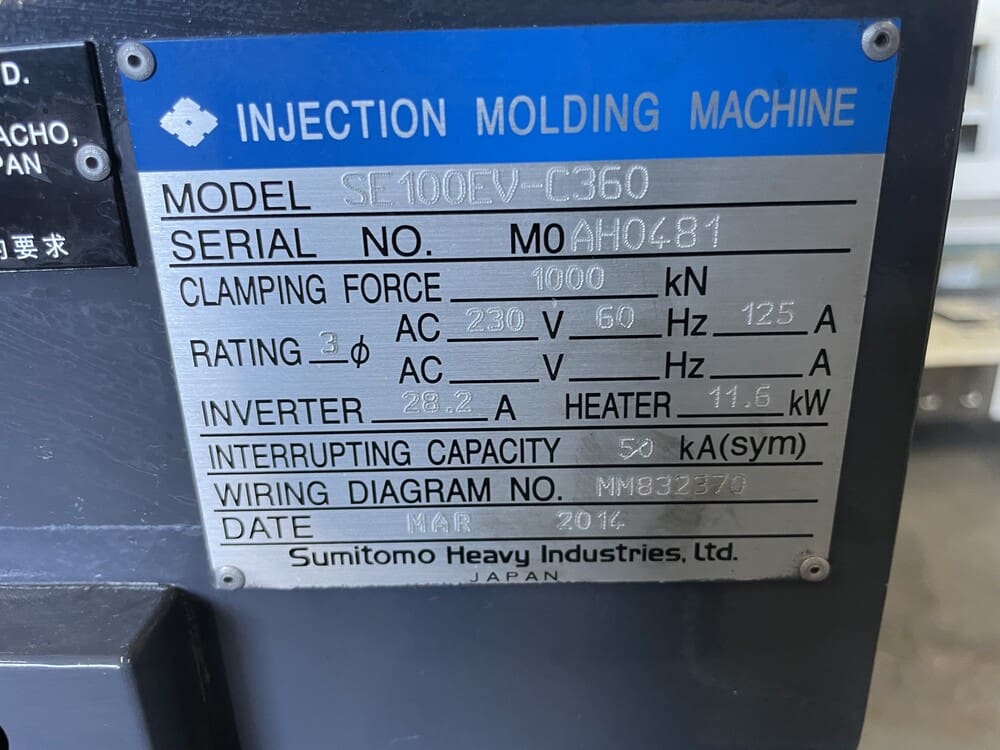 D.
ACHO,
PAN
的要求
INJECTION MOLDING MACHINE
MODEL SE100EV-C360
SERIAL NO. M0AH0481
CLAMPING FORCE 1000 kN
RATING 3 ϕ AC 230 V 60 Hz 125 A
AC V Hz A
INVERTER 28.2 A HEATER 11.6 kW
INTERRUPTING CAPACITY 50 kA(sym)
WIRING DIAGRAM NO. MM832370
DATE MAR 2014
Sumitomo Heavy Industries, Ltd.
JAPAN